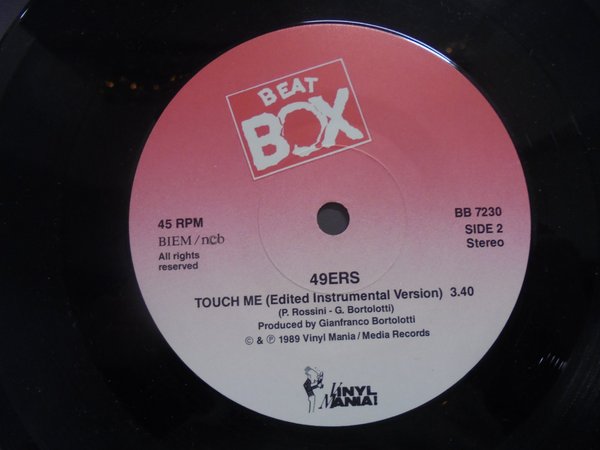 BEAT
BOX
45 RPM
BIEM/ncb
All rights
reserved
BB 7230
SIDE 2
Stereo
49ERS
TOUCH ME (Edited Instrumental Version) 3.40
(P. Rossini - G. Bortolotti)
Produced by Gianfranco Bortolotti
© & ℗ 1989 Vinyl Mania / Media Records
VINYL
MANIA!